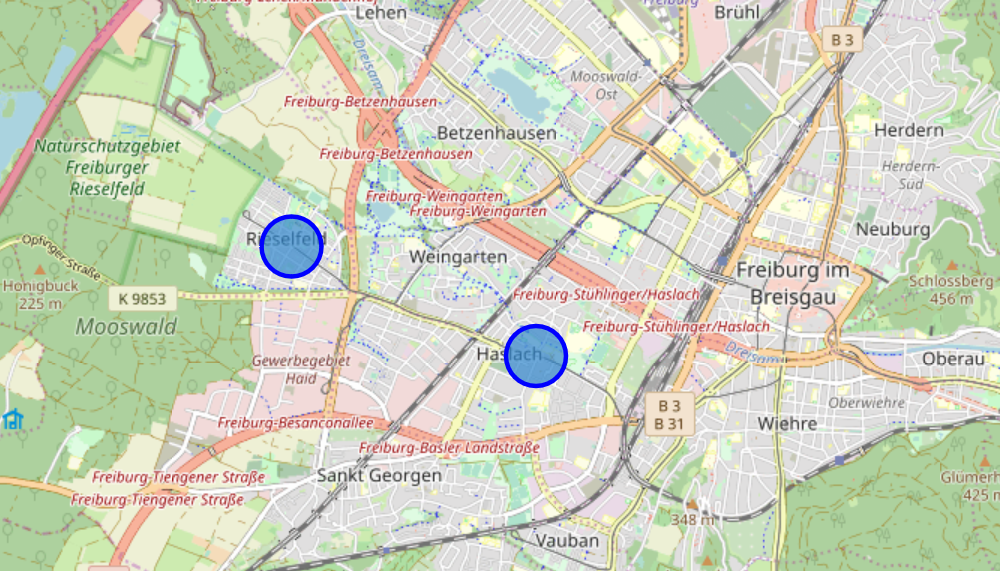 Lehen
Brühl
B 3
Mooswald-
Ost
Freiburg-Betzenhausen
Betzenhausen
Herdern
Naturschutzgebiet
Freiburger
Rieselfeld
Freiburg-Betzenhausen
Herdern-
Süd
Freiburg-Weingarten
Freiburg-Weingarten
Neuburg
Rieselfeld
Opfinger Straße
Weingarten
Freiburg im
Breisgau
Schlossberg
456 m
Honigbuck
225 m
K 9853
Mooswald
Freiburg-Stühlinger/Haslach
Freiburg-Stühlinger/Haslach
Dreisam
Dreisam
Haslach
Oberau
Gewerbegebiet
Haid
Oberwiehre
B 3
B 31
Wiehre
Freiburg-Besanconallee
Freiburg-Basler Landstraße
Sankt Georgen
Freiburg-Tiengener Straße
Freiburg-Tiengener Straße
348 m
425 m
Vauban